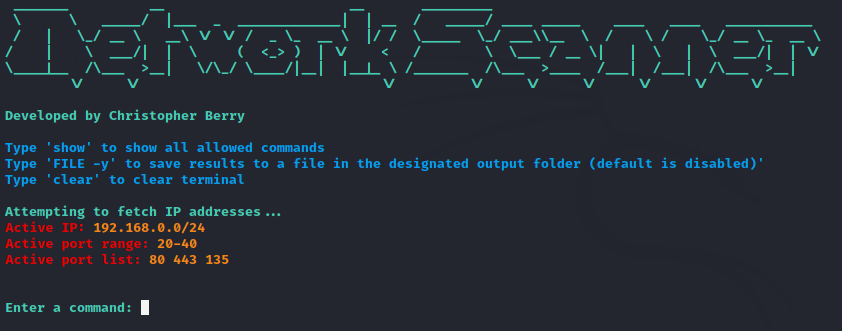 Network Scanner
Developed by Christopher Berry
Type 'show' to show all allowed commands
Type 'FILE -y' to save results to a file in the designated output folder (default is disabled)'
Type 'clear' to clear terminal
Attempting to fetch IP addresses...
Active IP: 192.168.0.0/24
Active port range: 20-40
Active port list: 80 443 135
Enter a command: